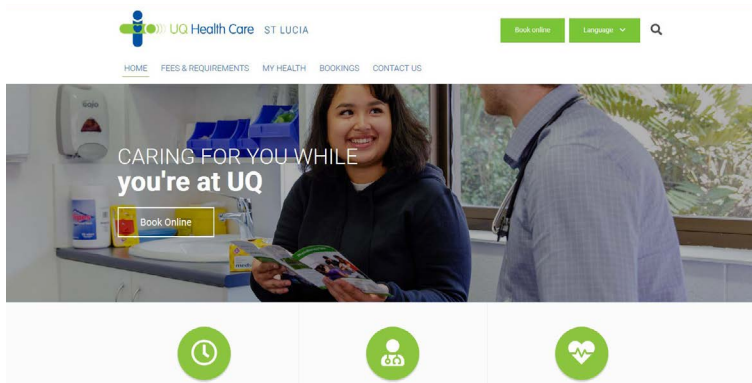 UQ Health Care ST LUCIA
Book online
Language
HOME FEES & REQUIREMENTS MY HEALTH BOOKINGS CONTACT US
GOJO
CARING FOR YOU WHILE
you're at UQ
Book Online